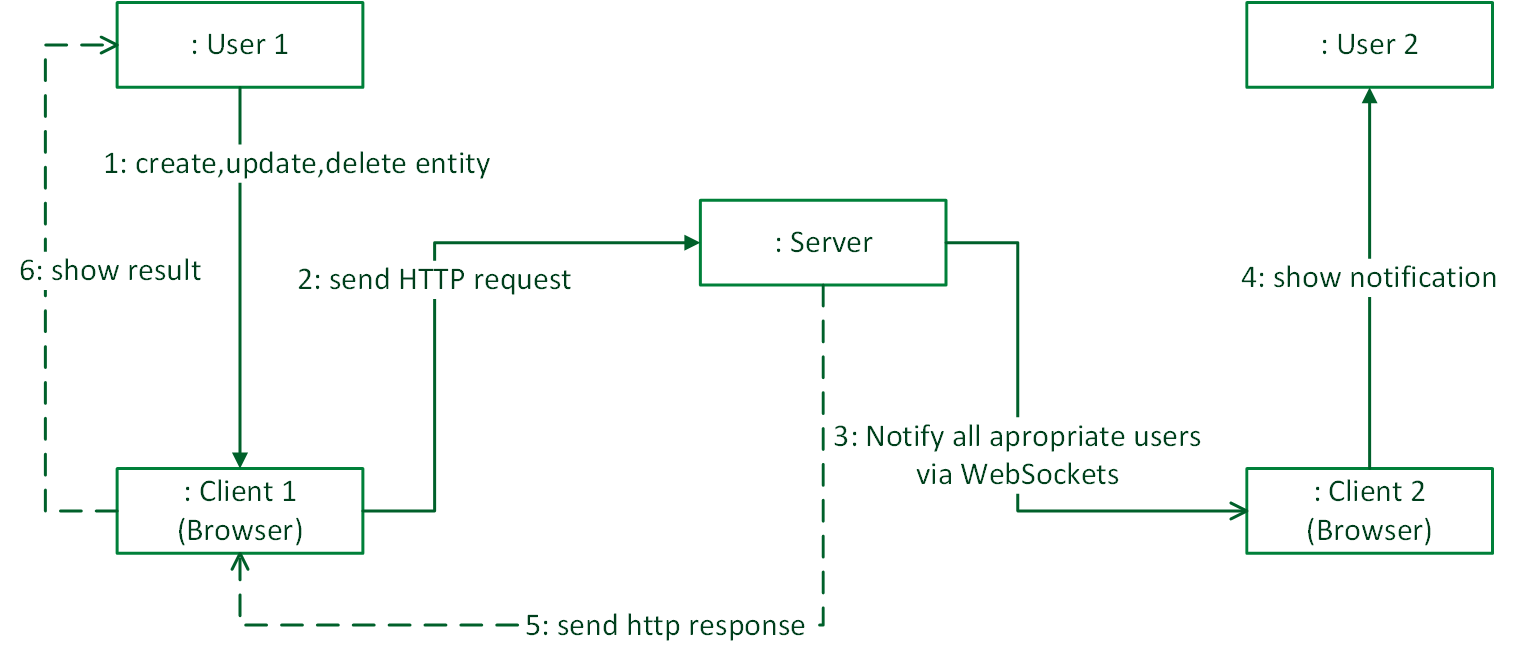 : User 1
: User 2
1: create,update,delete entity
: Server
6: show result
2: send HTTP request
4: show notification
3: Notify all apropriate users
via WebSockets
: Client 1
(Browser)
: Client 2
(Browser)
5: send http response